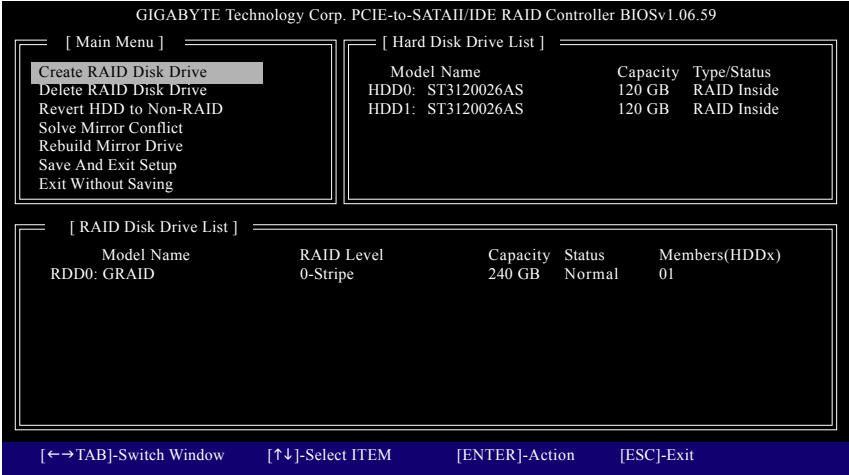 GIGABYTE Technology Corp. PCIE-to-SATAII/IDE RAID Controller BIOSv1.06.59
[ Main Menu ]
Create RAID Disk Drive
Delete RAID Disk Drive
Revert HDD to Non-RAID
Solve Mirror Conflict
Rebuild Mirror Drive
Save And Exit Setup
Exit Without Saving
[ Hard Disk Drive List ]
Model Name Capacity Type/Status
HDD0: ST3120026AS 120 GB RAID Inside
HDD1: ST3120026AS 120 GB RAID Inside
[ RAID Disk Drive List ]
Model Name RAID Level Capacity Status Members(HDDx)
RDD0: GRAID 0-Stripe 240 GB Normal 01
[←→TAB]-Switch Window [↑↓]-Select ITEM [ENTER]-Action [ESC]-Exit